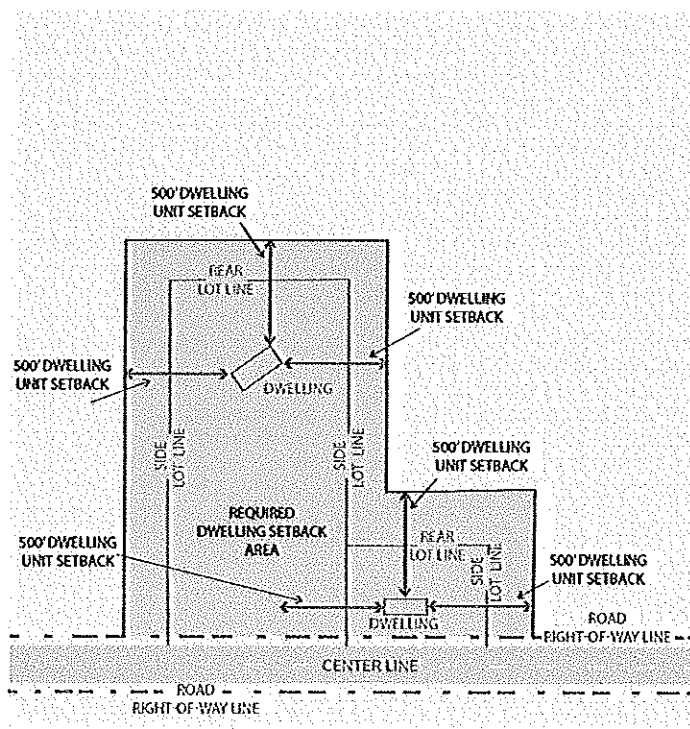 500' DWELLING
UNIT SETBACK
REAR
LOT LINE
500' DWELLING
UNIT SETBACK
500' DWELLING
UNIT SETBACK
DWELLING
SIDE
LOT LINE
SIDE
LOT LINE
500' DWELLING
UNIT SETBACK
REQUIRED
DWELLING SETBACK
AREA
500' DWELLING
UNIT SETBACK
REAR
LOT LINE
SIDE
LOT LINE
500' DWELLING
UNIT SETBACK
DWELLING
ROAD
RIGHT-OF-WAY LINE
CENTER LINE
ROAD
RIGHT-OF-WAY LINE